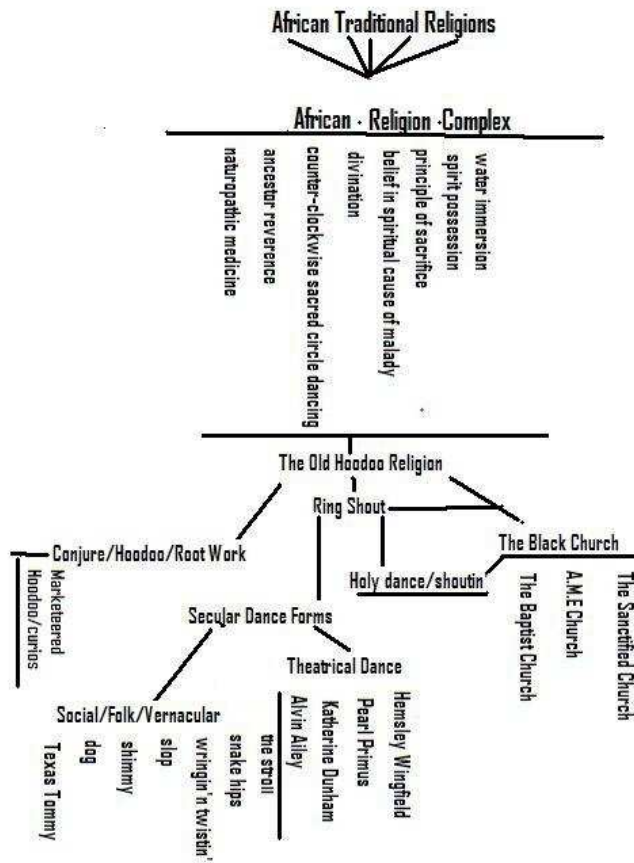 African Traditional Religions
African - Religion - Complex
water immersion
spirit possession
principle of sacrifice
belief in spiritual cause of malady
divination
counter-clockwise sacred circle dancing
ancestor reverence
naturopathic medicine
The Old Hoodoo Religion
Ring Shout
Conjure/Hoodoo/Root Work
Marketeered
Hoodoo/curios
The Black Church
The Sanctified Church
A.M.E Church
The Baptist Church
Holy dance/shoutin
Secular Dance Forms
Theatrical Dance
Hemsley Wingfield
Pearl Primus
Katherine Dunham
Alvin Ailey
Social/Folk/Vernacular
the stroll
snake hips
wringin'n twistin'
slop
shimmy
dog
Texas Tommy